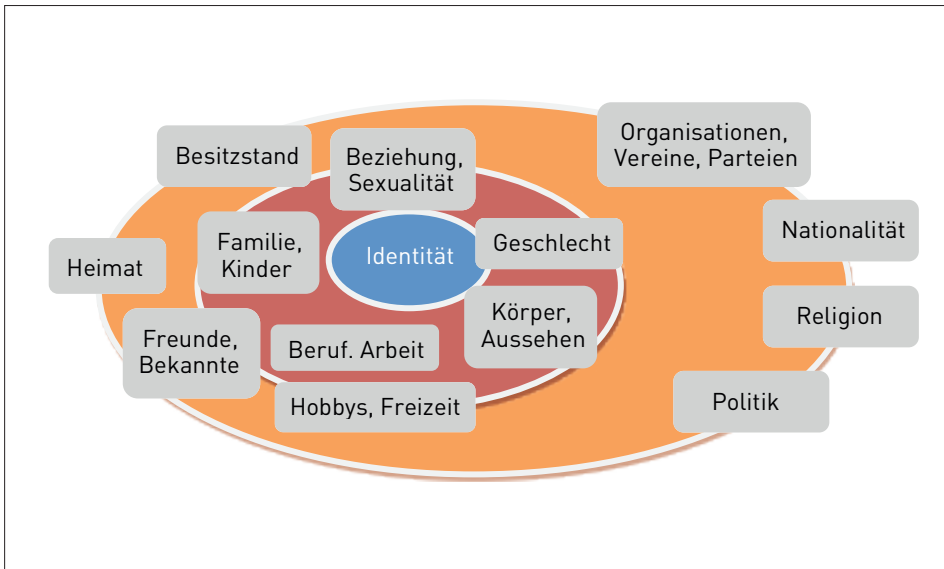 Organisationen,
Vereine, Parteien
Besitzstand
Beziehung,
Sexualität
Nationalität
Familie,
Kinder
Identität
Geschlecht
Heimat
Körper,
Aussehen
Religion
Freunde,
Bekannte
Beruf. Arbeit
Hobbys, Freizeit
Politik